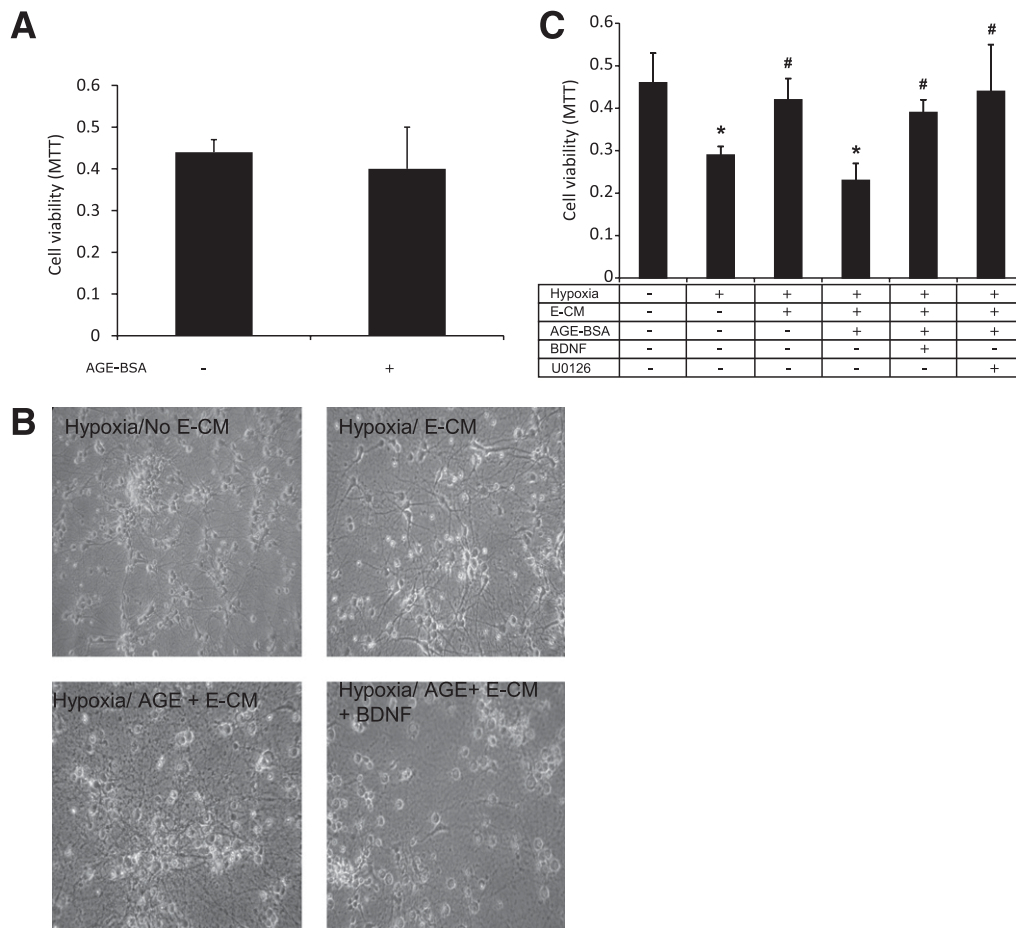 A
0.6
0.5
0.4
0.3
0.2
0.1
0
Cell viability (MTT)
AGE-BSA - +
C
0.6
0.5
0.4
0.3
0.2
0.1
0
Cell viability (MTT)
* # * # #
Hypoxia - + + + + +
E-CM - - + + + +
AGE-BSA - - - + + +
BDNF - - - - + -
U0126 - - - - - +
B
Hypoxia/No E-CM
Hypoxia/ E-CM
Hypoxia/ AGE + E-CM
Hypoxia/ AGE+ E-CM
+ BDNF